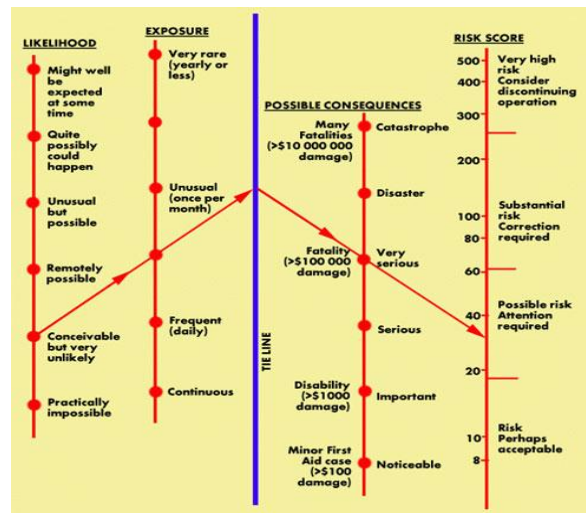 LIKELIHOOD
Might well
be
expected
at some
time
Quite
possibly
could
happen
Unusual
but
possible
Remotely
possible
Conceivable
but very
unlikely
Practically
impossible
EXPOSURE
Very rare
(yearly or
less)
Unusual
(once per
month)
Frequent
(daily)
Continuous
TIE LINE
POSSIBLE CONSEQUENCES
Many
Fatalities
(>$10 000 000
damage)
Catastrophe
Disaster
Fatality
(>$100 000
damage)
Very
serious
Serious
Disability
(>$1000
damage)
Important
Minor First
Aid case
(>$100
damage)
Noticeable
RISK SCORE
500
400
300
200
100
80
60
40
20
10
8
Very high
risk
Consider
discontinuing
operation
Substantial
risk
Correction
required
Possible risk
Attention
required
Risk
Perhaps
acceptable